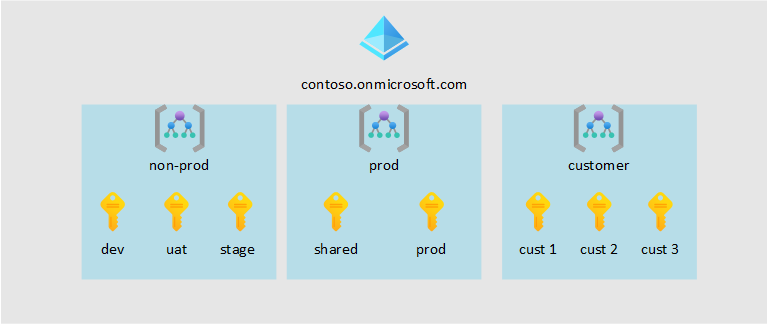 contoso.onmicrosoft.com
non-prod
prod
customer
dev
uat
stage
shared
prod
cust 1
cust 2
cust 3